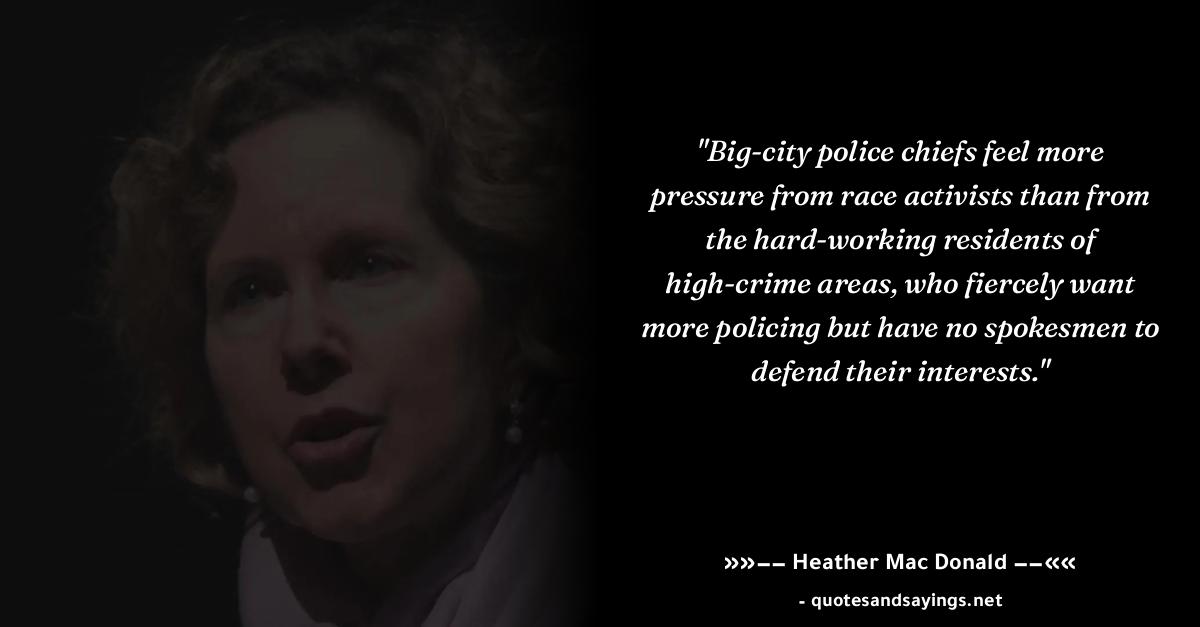 "Big-city police chiefs feel more
pressure from race activists than from
the hard-working residents of
high-crime areas, who fiercely want
more policing but have no spokesmen to
defend their interests."
»»–– Heather Mac Donald ––««
- quotesandsayings.net